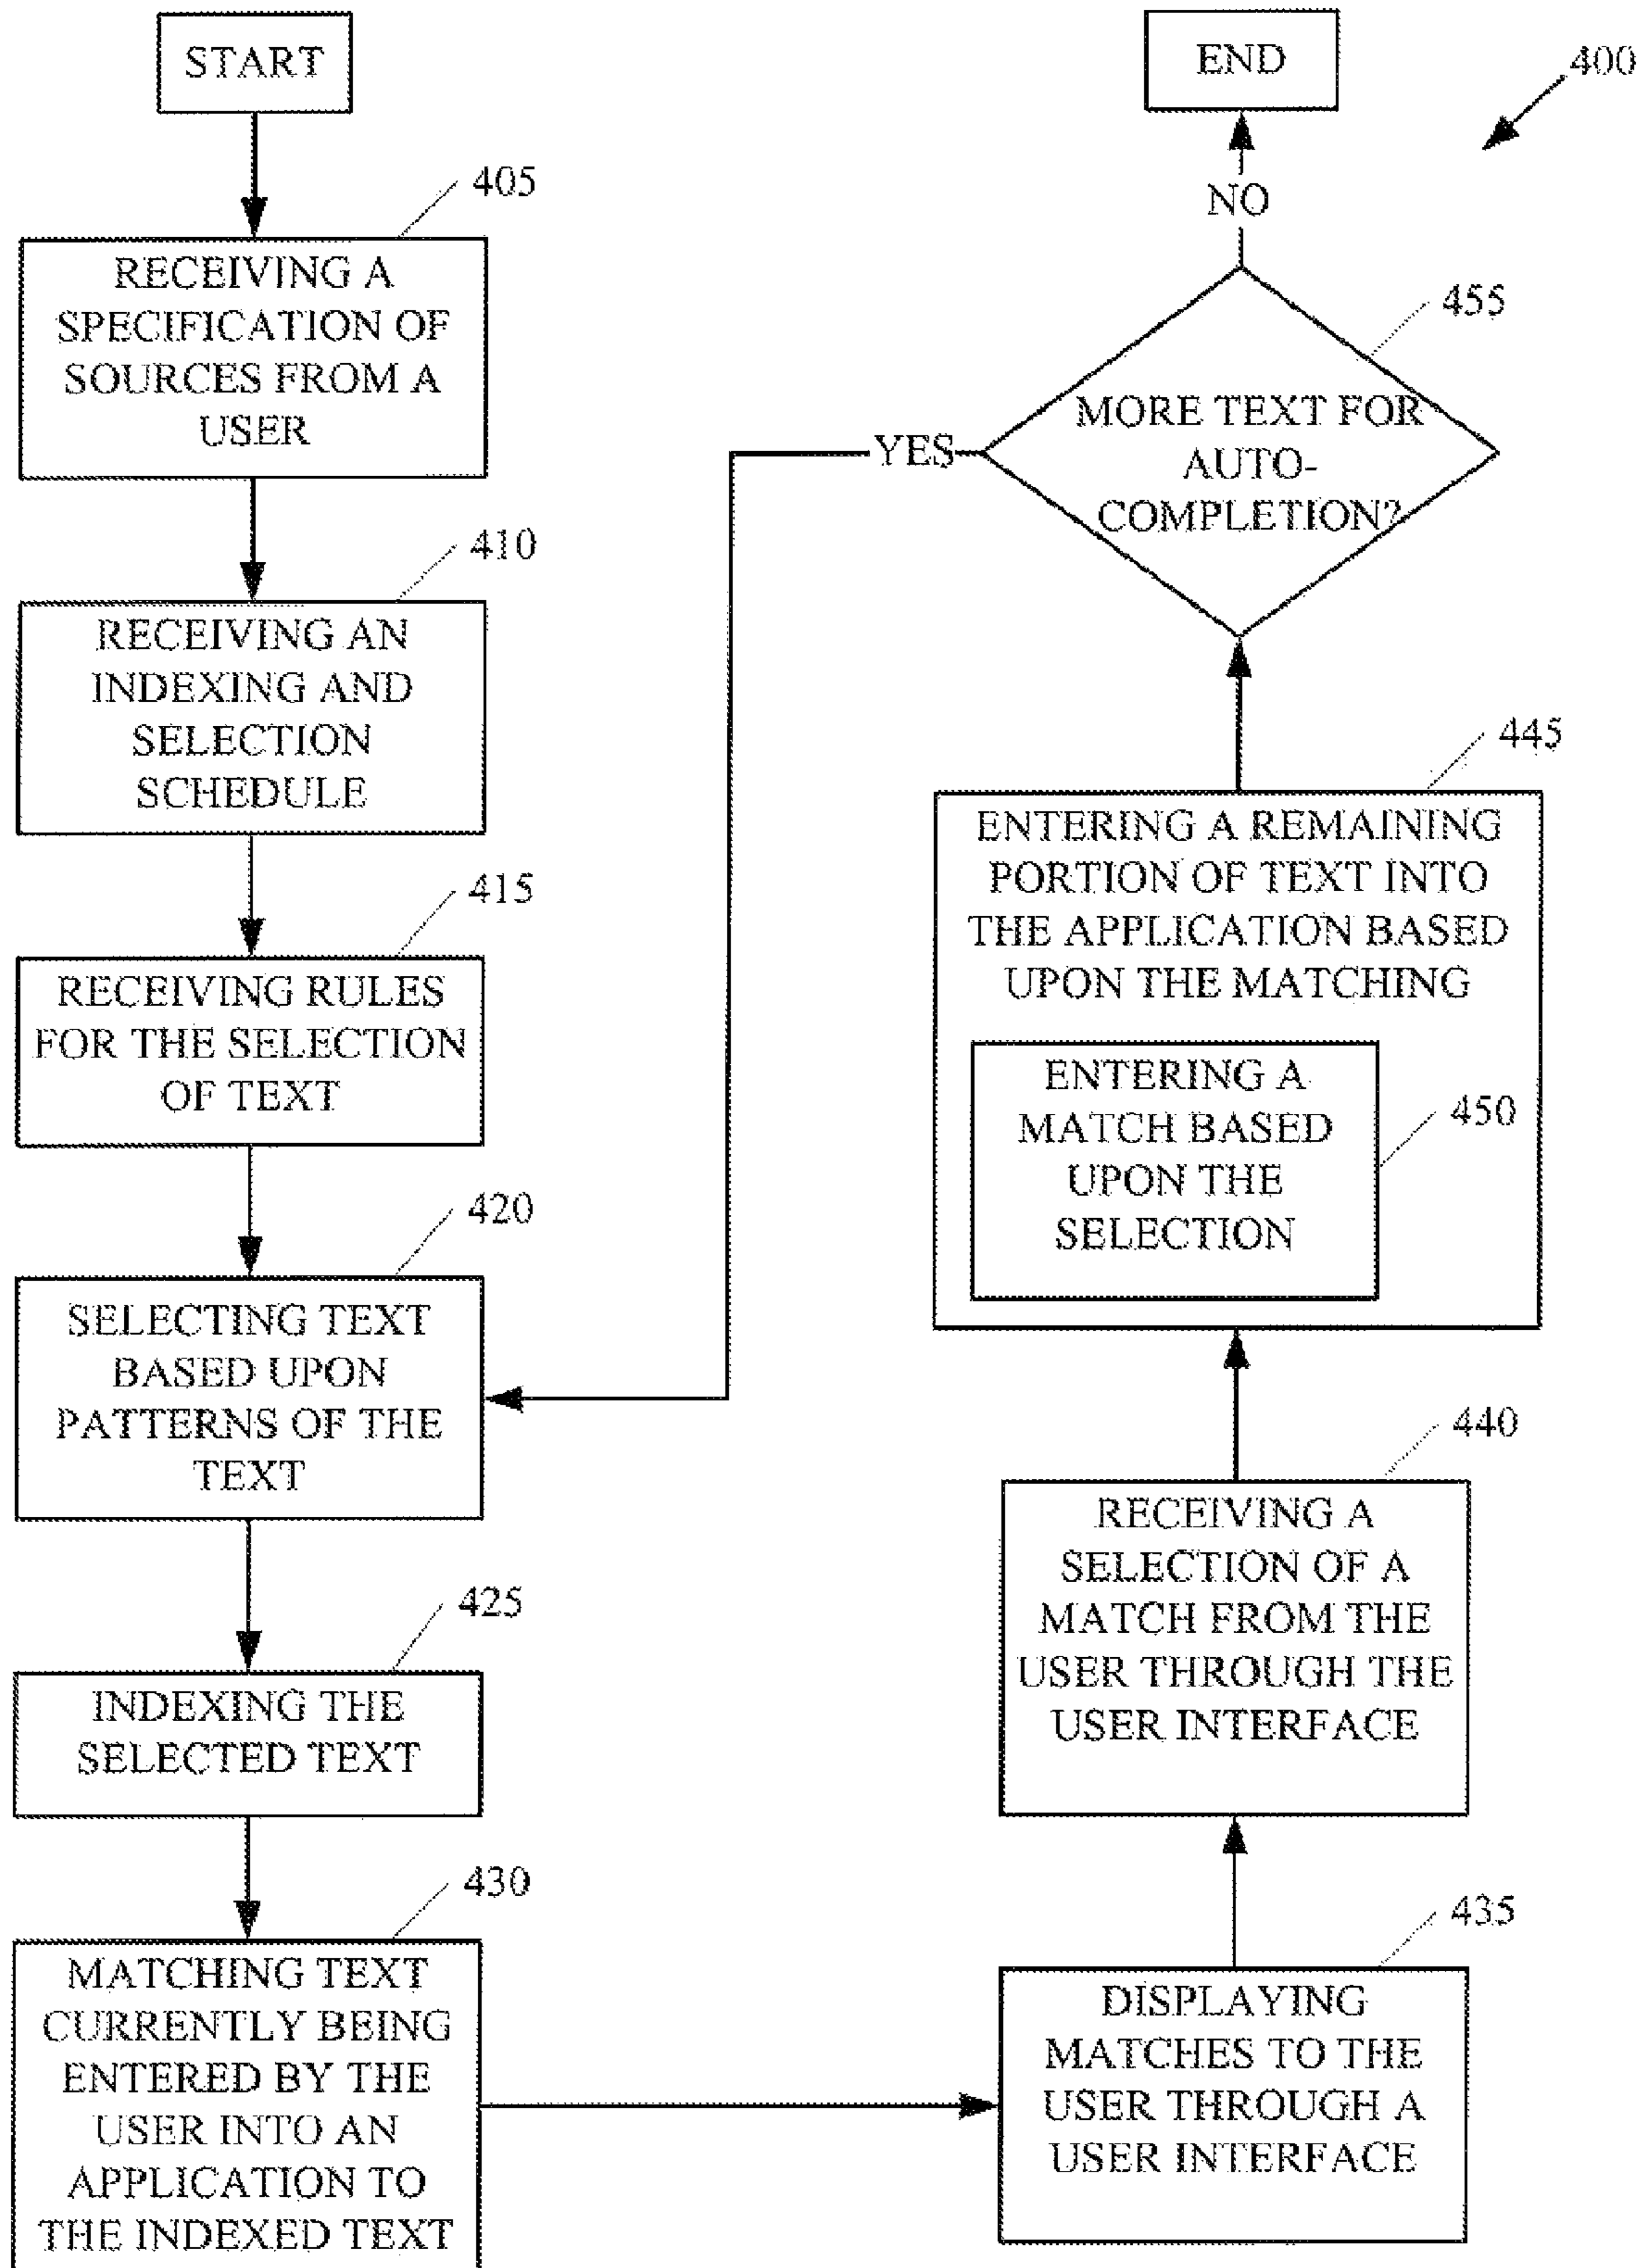 START
405
RECEIVING A
SPECIFICATION OF
SOURCES FROM A
USER
410
RECEIVING AN
INDEXING AND
SELECTION
SCHEDULE
415
RECEIVING RULES
FOR THE SELECTION
OF TEXT
420
SELECTING TEXT
BASED UPON
PATTERNS OF THE
TEXT
425
INDEXING THE
SELECTED TEXT
430
MATCHING TEXT
CURRENTLY BEING
ENTERED BY THE
USER INTO AN
APPLICATION TO
THE INDEXED TEXT
435
DISPLAYING
MATCHES TO THE
USER THROUGH A
USER INTERFACE
440
RECEIVING A
SELECTION OF A
MATCH FROM THE
USER THROUGH THE
USER INTERFACE
445
ENTERING A REMAINING
PORTION OF TEXT INTO
THE APPLICATION BASED
UPON THE MATCHING
450
ENTERING A
MATCH BASED
UPON THE
SELECTION
455
MORE TEXT FOR
AUTO-
COMPLETION?
YES
NO
END
400